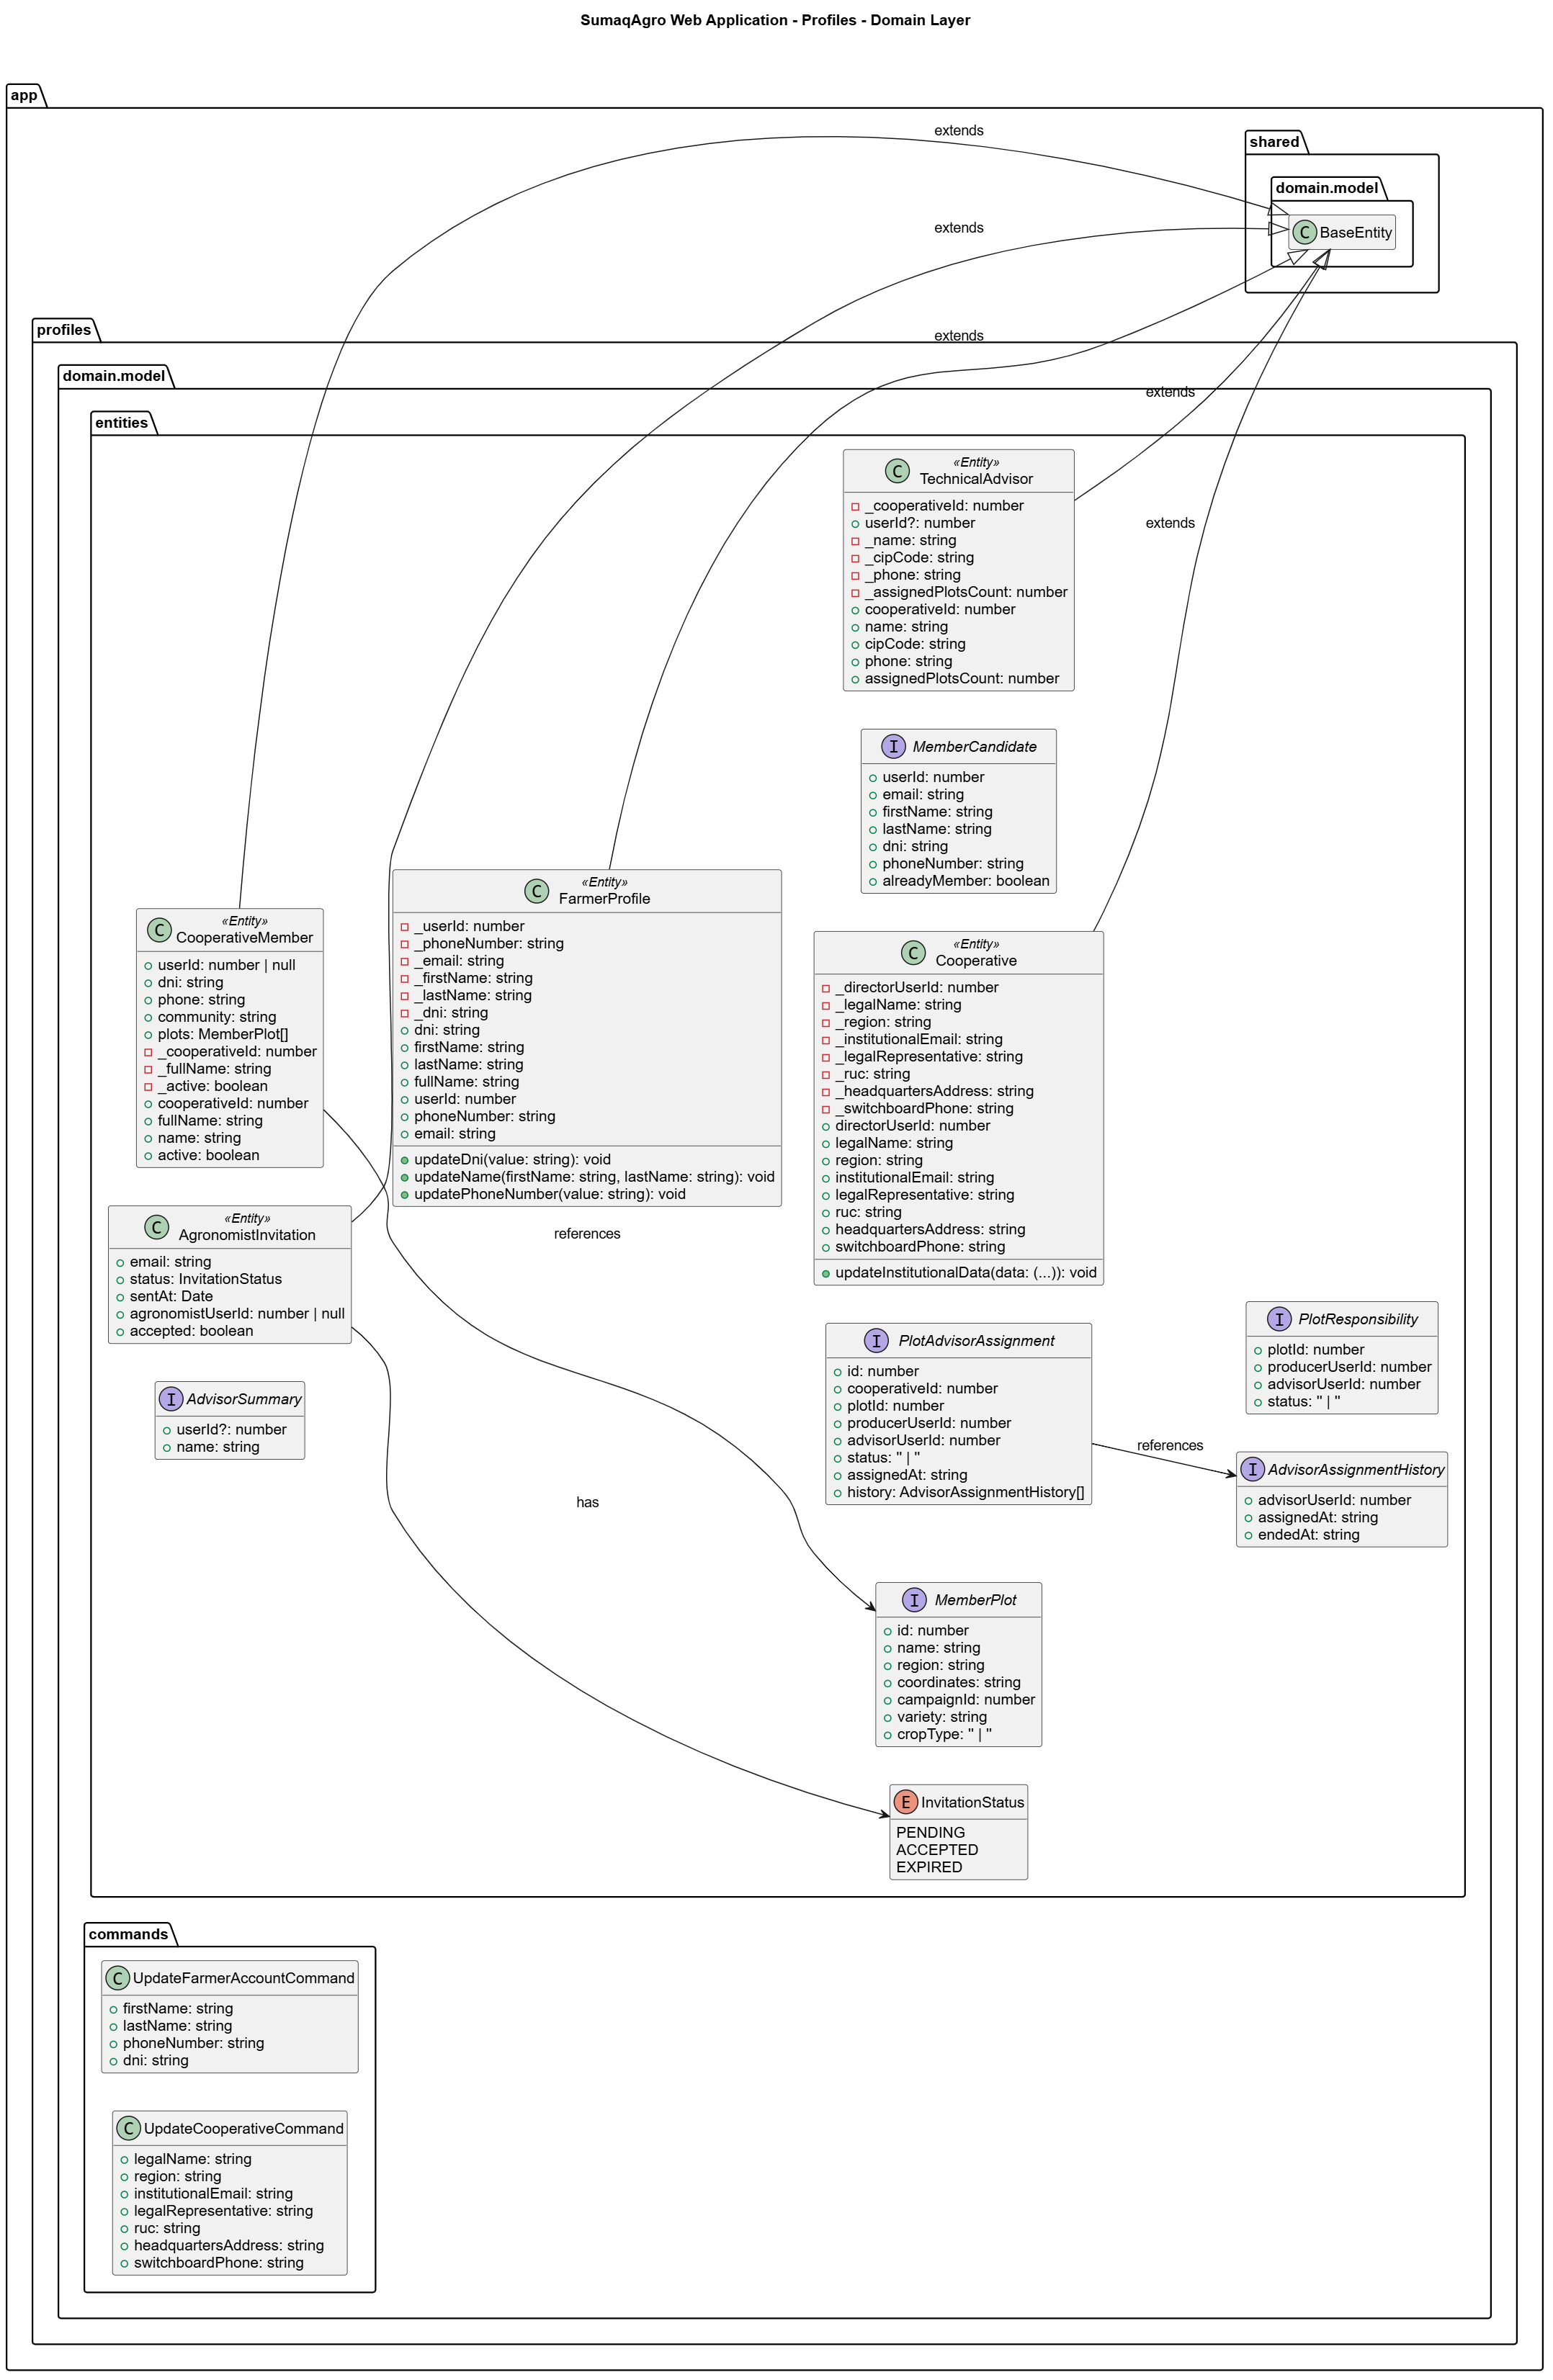 SumaqAgro Web Application - Profiles - Domain Layer
app
extends
shared
domain.model
BaseEntity
extends
profiles
extends
domain.model
extends
entities
«Entity»
TechnicalAdvisor
_cooperativeId: number
userId?: number
_name: string
_cipCode: string
_phone: string
_assignedPlotsCount: number
cooperativeId: number
name: string
cipCode: string
phone: string
assignedPlotsCount: number
extends
MemberCandidate
userId: number
email: string
firstName: string
lastName: string
dni: string
phoneNumber: string
alreadyMember: boolean
«Entity»
CooperativeMember
userId: number | null
dni: string
phone: string
community: string
plots: MemberPlot[]
_cooperativeId: number
_fullName: string
_active: boolean
cooperativeId: number
fullName: string
name: string
active: boolean
«Entity»
FarmerProfile
_userId: number
_phoneNumber: string
_email: string
_firstName: string
_lastName: string
_dni: string
dni: string
firstName: string
lastName: string
fullName: string
userId: number
phoneNumber: string
email: string
updateDni(value: string): void
updateName(firstName: string, lastName: string): void
updatePhoneNumber(value: string): void
«Entity»
Cooperative
_directorUserId: number
_legalName: string
_region: string
_institutionalEmail: string
_legalRepresentative: string
_ruc: string
_headquartersAddress: string
_switchboardPhone: string
directorUserId: number
legalName: string
region: string
institutionalEmail: string
legalRepresentative: string
ruc: string
headquartersAddress: string
switchboardPhone: string
updateInstitutionalData(data: (...)): void
«Entity»
AgronomistInvitation
email: string
status: InvitationStatus
sentAt: Date
agronomistUserId: number | null
accepted: boolean
references
AdvisorSummary
userId?: number
name: string
PlotAdvisorAssignment
id: number
cooperativeId: number
plotId: number
producerUserId: number
advisorUserId: number
status: '' | ''
assignedAt: string
history: AdvisorAssignmentHistory[]
PlotResponsibility
plotId: number
producerUserId: number
advisorUserId: number
status: '' | ''
references
AdvisorAssignmentHistory
advisorUserId: number
assignedAt: string
endedAt: string
has
MemberPlot
id: number
name: string
region: string
coordinates: string
campaignId: number
variety: string
cropType: '' | ''
InvitationStatus
PENDING
ACCEPTED
EXPIRED
commands
UpdateFarmerAccountCommand
firstName: string
lastName: string
phoneNumber: string
dni: string
UpdateCooperativeCommand
legalName: string
region: string
institutionalEmail: string
legalRepresentative: string
ruc: string
headquartersAddress: string
switchboardPhone: string